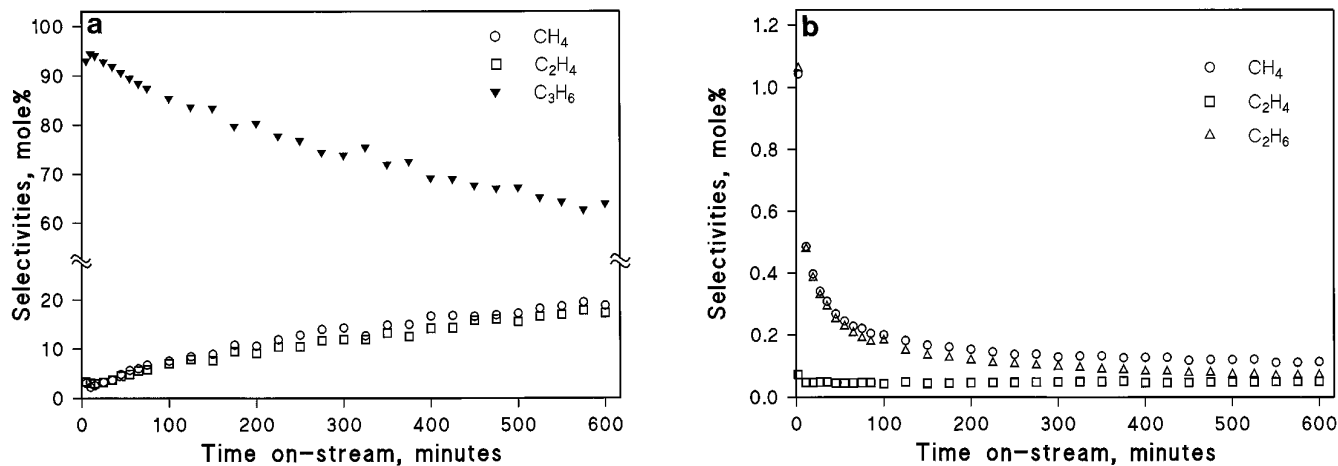 a
CH₄
C₂H₄
C₃H₆
Selectivities, mole%
100
90
80
70
60
20
10
0
0 100 200 300 400 500 600
Time on-stream, minutes
b
CH₄
C₂H₄
C₂H₆
Selectivities, mole%
1.2
1.0
0.8
0.6
0.4
0.2
0.0
0 100 200 300 400 500 600
Time on-stream, minutes